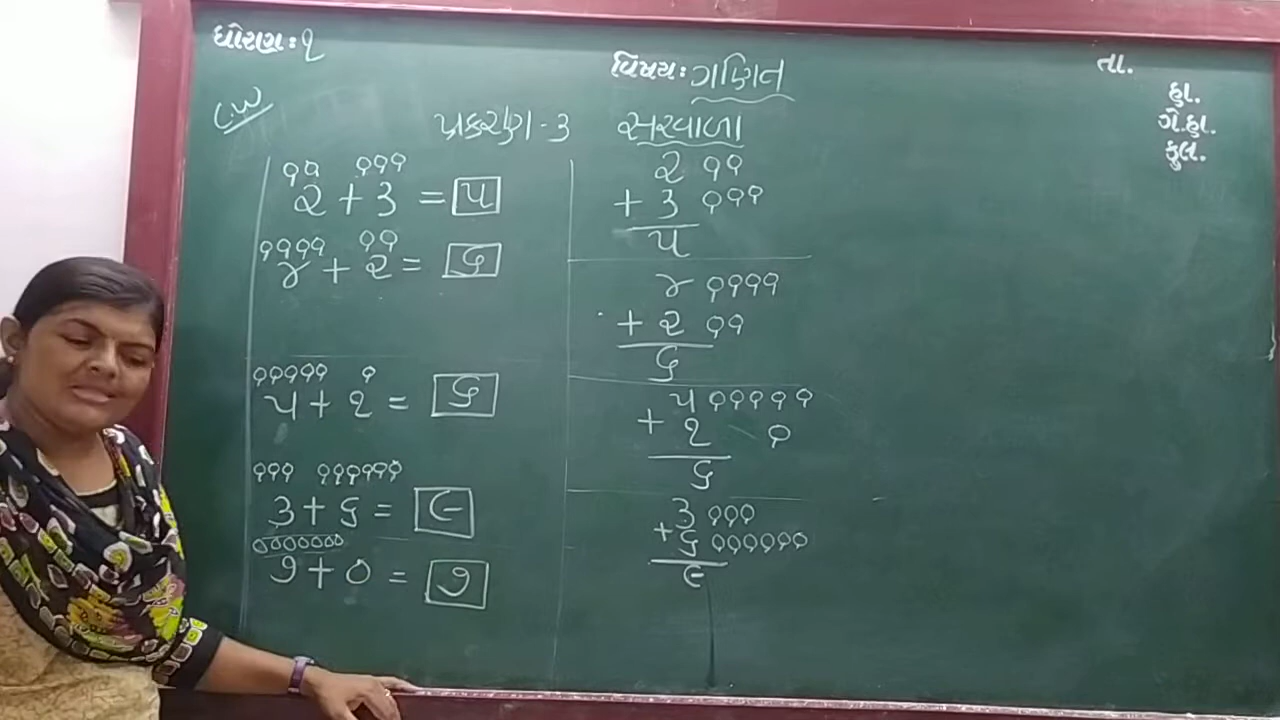 ધોરણ: ૧
વિષય: ગણિત
તા.
હા.
ગે.હા.
કુલ.
C.W
પ્રકરણ - ૩ સરવાળા
૨ + ૩ = ૫
૪ + ૨ = ૬
૫ + ૧ = ૬
૩ + ૬ = ૯
૭ + ૦ = ૭
૨
+ ૩
૫
૪
+ ૨
૬
૫
+ ૧
૬
૩
+ ૬
૯